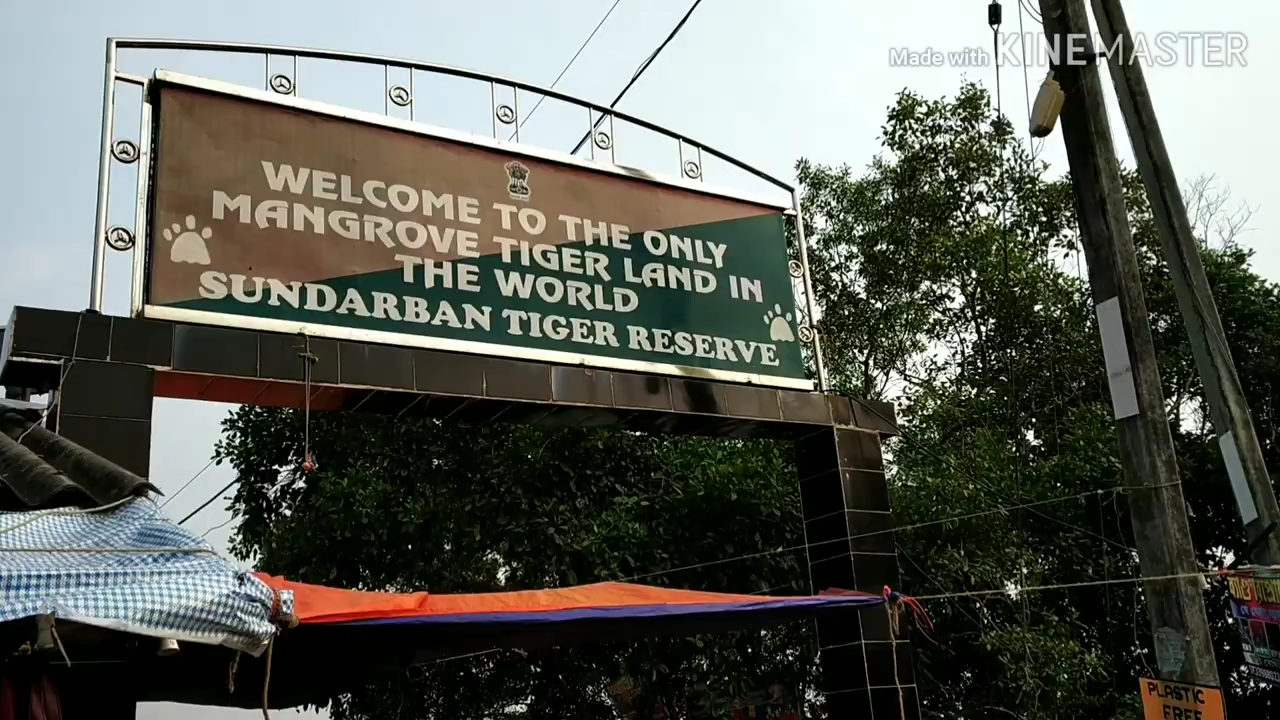 Made with KINEMASTER
WELCOME TO THE ONLY
MANGROVE TIGER LAND IN
THE WORLD
SUNDARBAN TIGER RESERVE
PLASTIC
FREE